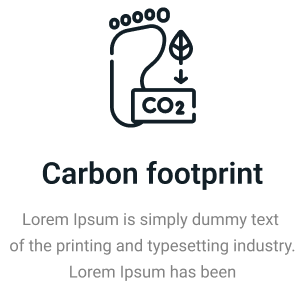 CO2
Carbon footprint
Lorem Ipsum is simply dummy text
of the printing and typesetting industry.
Lorem Ipsum has been